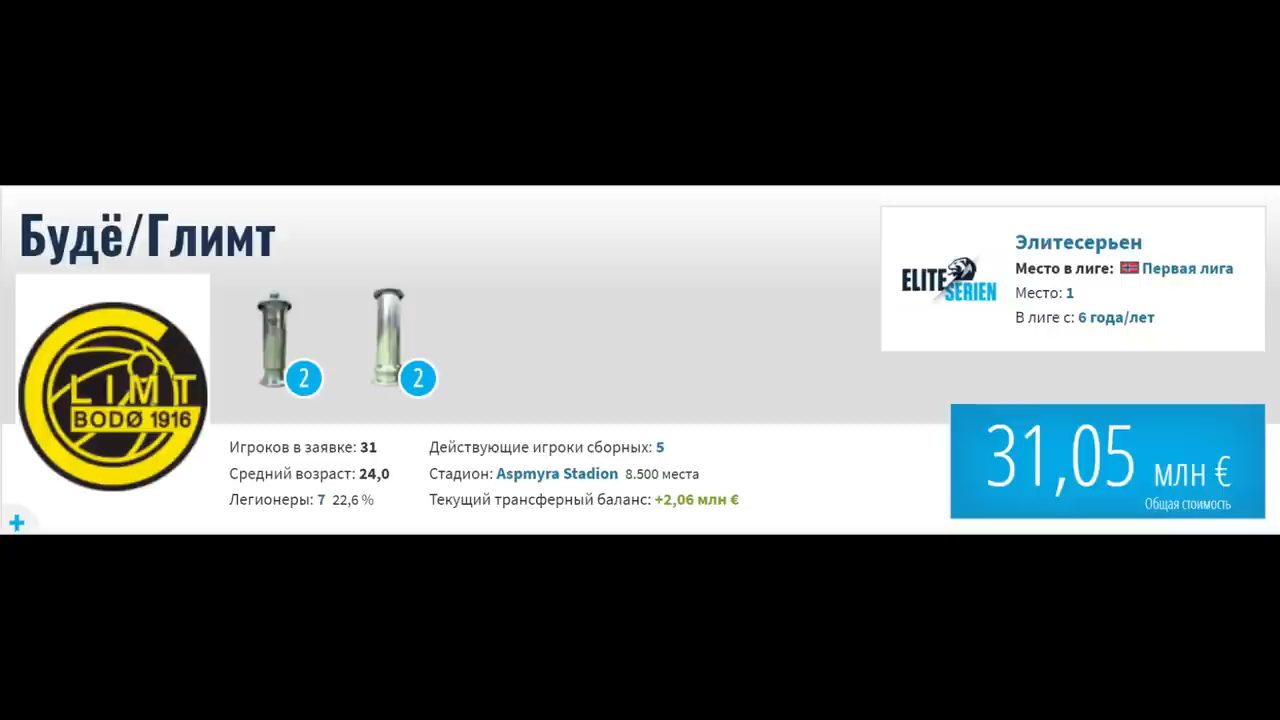 Будё/Глимт
LIMT
BODØ 1916
2
2
Игроков в заявке: 31
Средний возраст: 24,0
Легионеры: 7 22,6 %
Действующие игроки сборных: 5
Стадион: Aspmyra Stadion 8.500 места
Текущий трансферный баланс: +2,06 млн €
ELITE
SERIEN
Элитесерьен
Место в лиге: Первая лига
Место: 1
В лиге с: 6 года/лет
31,05 млн €
Общая стоимость
+